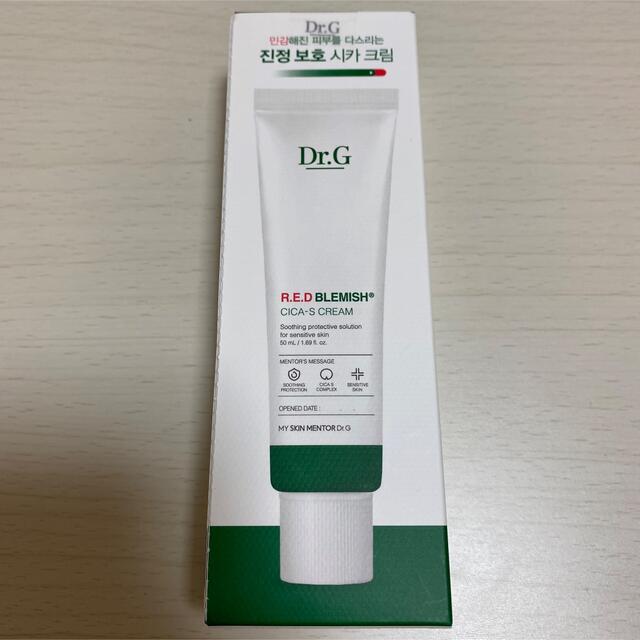 Dr.G
민감해진 피부를 다스리는
진정 보호 시카 크림
Dr.G
R.E.D BLEMISH®
CICA-S CREAM
Soothing protective solution
for sensitive skin
50 mL / 1.69 fl. oz.
MENTOR'S MESSAGE
SOOTHING PROTECTION
CICA S COMPLEX
SENSITIVE SKIN
OPENED DATE : . .
MY SKIN MENTOR Dr.G